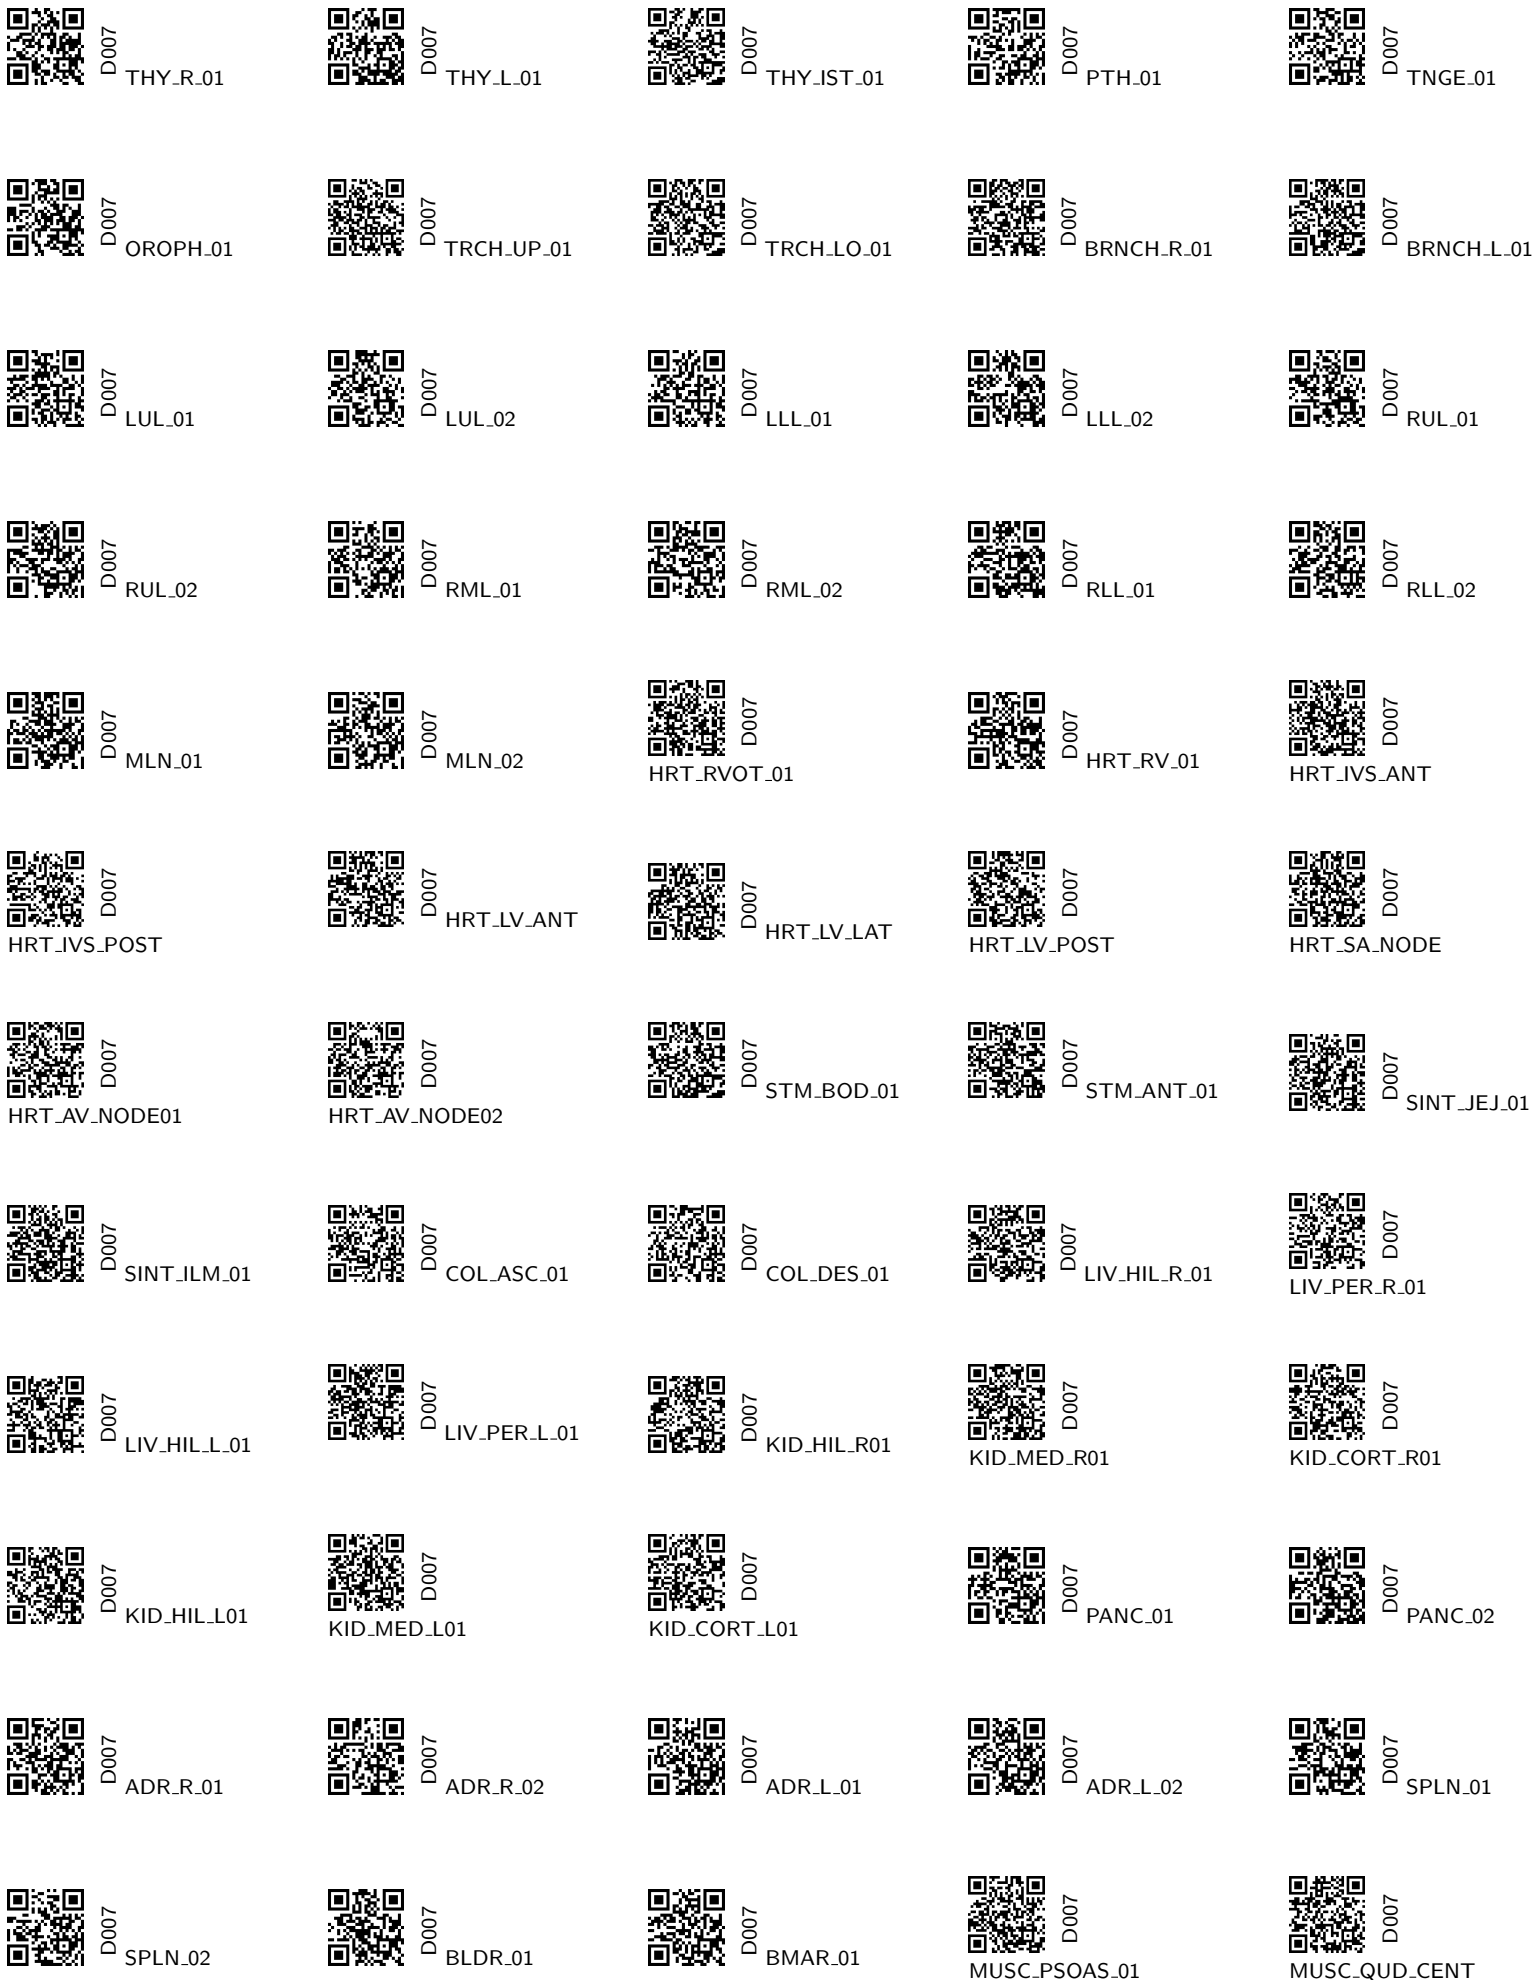 D007 THY_R_01
D007 THY_L_01
D007 THY_IST_01
D007 PTH_01
D007 TNGE_01
D007 OROPH_01
D007 TRCH_UP_01
D007 TRCH_LO_01
D007 BRNCH_R_01
D007 BRNCH_L_01
D007 LUL_01
D007 LUL_02
D007 LLL_01
D007 LLL_02
D007 RUL_01
D007 RUL_02
D007 RML_01
D007 RML_02
D007 RLL_01
D007 RLL_02
D007 MLN_01
D007 MLN_02
D007 HRT_RVOT_01
D007 HRT_RV_01
D007 HRT_IVS_ANT
D007 HRT_IVS_POST
D007 HRT_LV_ANT
D007 HRT_LV_LAT
D007 HRT_LV_POST
D007 HRT_SA_NODE
D007 HRT_AV_NODE01
D007 HRT_AV_NODE02
D007 STM_BOD_01
D007 STM_ANT_01
D007 SINT_JEJ_01
D007 SINT_ILM_01
D007 COL_ASC_01
D007 COL_DES_01
D007 LIV_HIL_R_01
D007 LIV_PER_R_01
D007 LIV_HIL_L_01
D007 LIV_PER_L_01
D007 KID_HIL_R01
D007 KID_MED_R01
D007 KID_CORT_R01
D007 KID_HIL_L01
D007 KID_MED_L01
D007 KID_CORT_L01
D007 PANC_01
D007 PANC_02
D007 ADR_R_01
D007 ADR_R_02
D007 ADR_L_01
D007 ADR_L_02
D007 SPLN_01
D007 SPLN_02
D007 BLDR_01
D007 BMAR_01
D007 MUSC_PSOAS_01
D007 MUSC_QUD_CENT